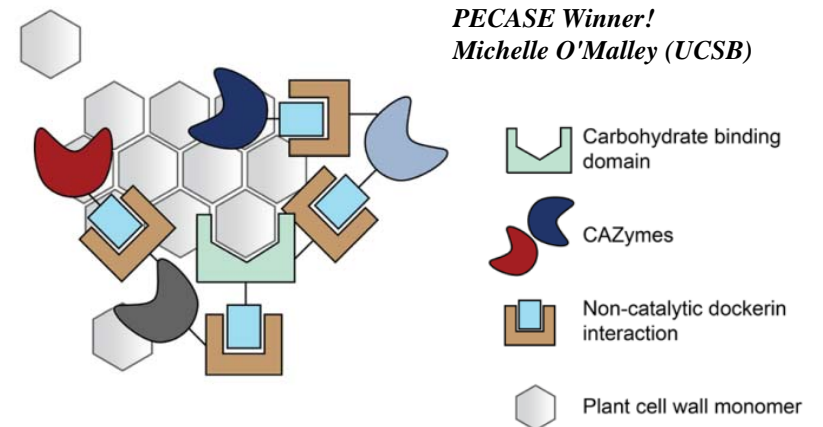 PECASE Winner!
Michelle O'Malley (UCSB)
Carbohydrate binding
domain
CAZymes
Non-catalytic dockerin
interaction
Plant cell wall monomer